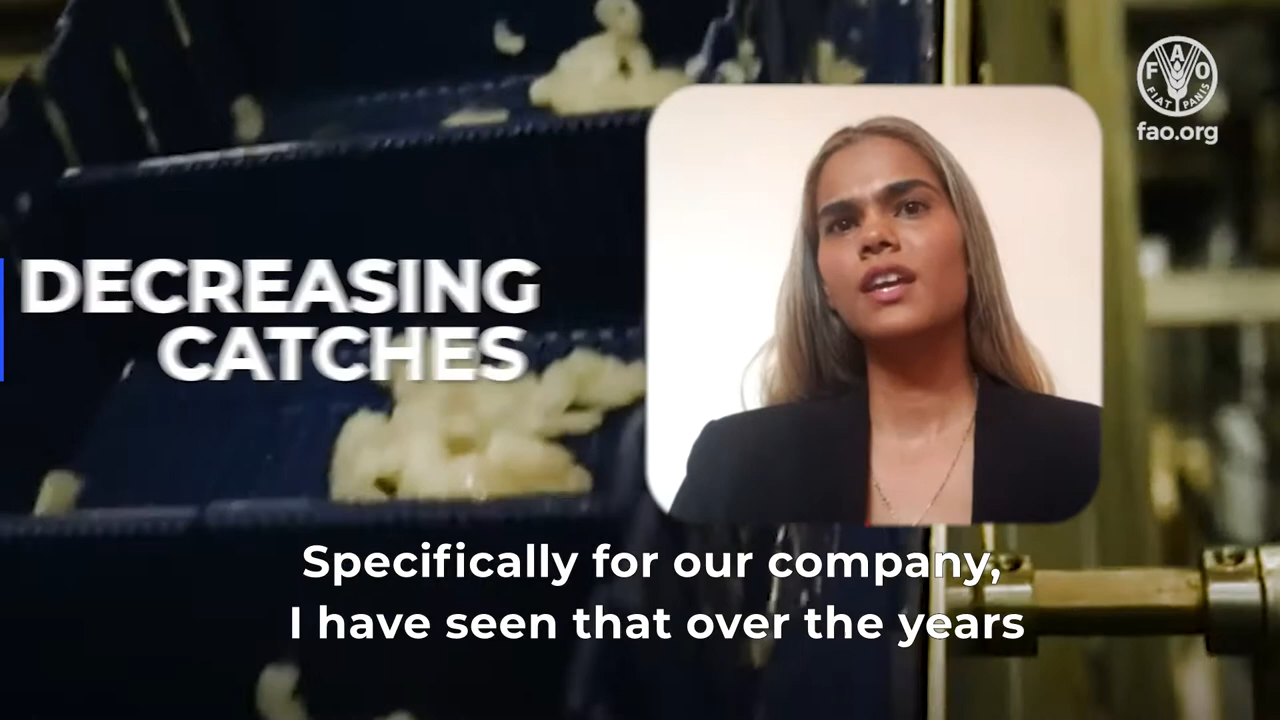 FAO
FIAT PANIS
fao.org
DECREASING
CATCHES
Specifically for our company,
I have seen that over the years